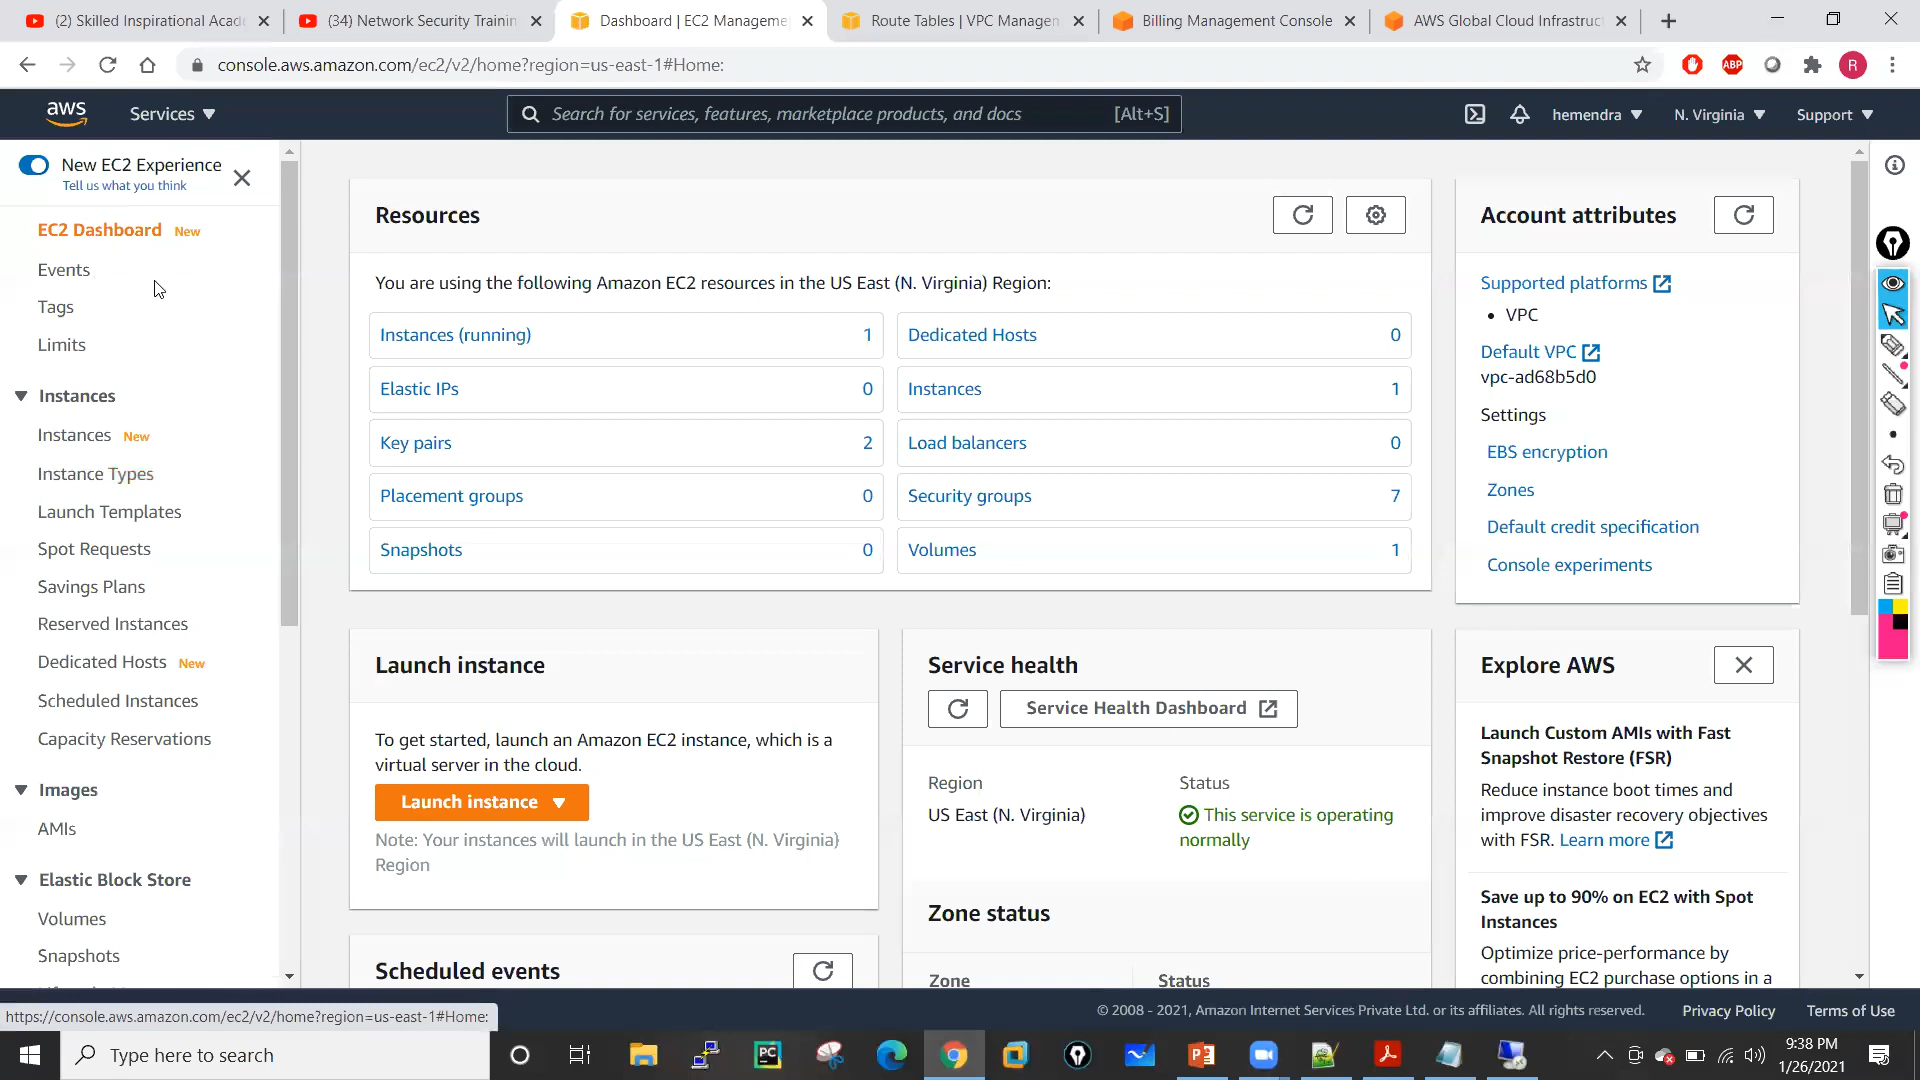 (2) Skilled Inspirational Acad
(34) Network Security Trainin
Dashboard | EC2 Manageme
Route Tables | VPC Managem
Billing Management Console
AWS Global Cloud Infrastruct
console.aws.amazon.com/ec2/v2/home?region=us-east-1#Home:
ABP
R
aws
Services
Search for services, features, marketplace products, and docs
[Alt+S]
hemendra
N. Virginia
Support
New EC2 Experience
Tell us what you think
EC2 Dashboard New
Events
Tags
Limits
Instances
Instances New
Instance Types
Launch Templates
Spot Requests
Savings Plans
Reserved Instances
Dedicated Hosts New
Scheduled Instances
Capacity Reservations
Images
AMIs
Elastic Block Store
Volumes
Snapshots
Resources
You are using the following Amazon EC2 resources in the US East (N. Virginia) Region:
Instances (running) 1
Dedicated Hosts 0
Elastic IPs 0
Instances 1
Key pairs 2
Load balancers 0
Placement groups 0
Security groups 7
Snapshots 0
Volumes 1
Account attributes
Supported platforms
• VPC
Default VPC
vpc-ad68b5d0
Settings
EBS encryption
Zones
Default credit specification
Console experiments
Launch instance
To get started, launch an Amazon EC2 instance, which is a
virtual server in the cloud.
Launch instance
Note: Your instances will launch in the US East (N. Virginia)
Region
Scheduled events
Service health
Service Health Dashboard
Region
Status
US East (N. Virginia)
This service is operating
normally
Zone status
Zone
Status
Explore AWS
Launch Custom AMIs with Fast
Snapshot Restore (FSR)
Reduce instance boot times and
improve disaster recovery objectives
with FSR. Learn more
Save up to 90% on EC2 with Spot
Instances
Optimize price-performance by
combining EC2 purchase options in a
https://console.aws.amazon.com/ec2/v2/home?region=us-east-1#Home:
© 2008 - 2021, Amazon Internet Services Private Ltd. or its affiliates. All rights reserved.
Privacy Policy
Terms of Use
Type here to search
PC
9:38 PM
1/26/2021